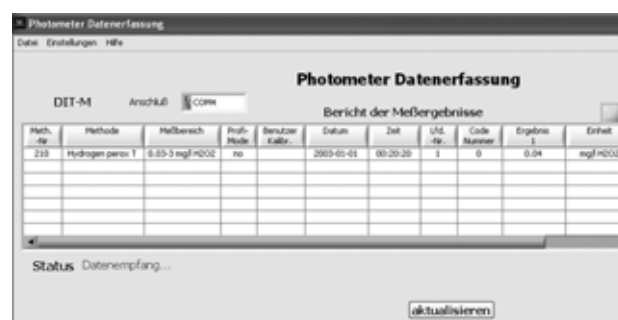 Photometer Datenerfassung
Datei Einstellungen Hilfe
Photometer Datenerfassung
DIT-M Anschluß COM4
Bericht der Meßergebnisse
Meth. -Nr Methode Meßbereich Profi-Mode Benutzer Kalibr. Datum Zeit Lfd. -Nr. Code Nummer Ergebnis 1 Einheit
210 Hydrogen perox T 0.03-3 mg/l H2O2 no 2003-01-01 00:20:20 1 0 0.04 mg/l H2O2
Status Datenempfang...
aktualisieren